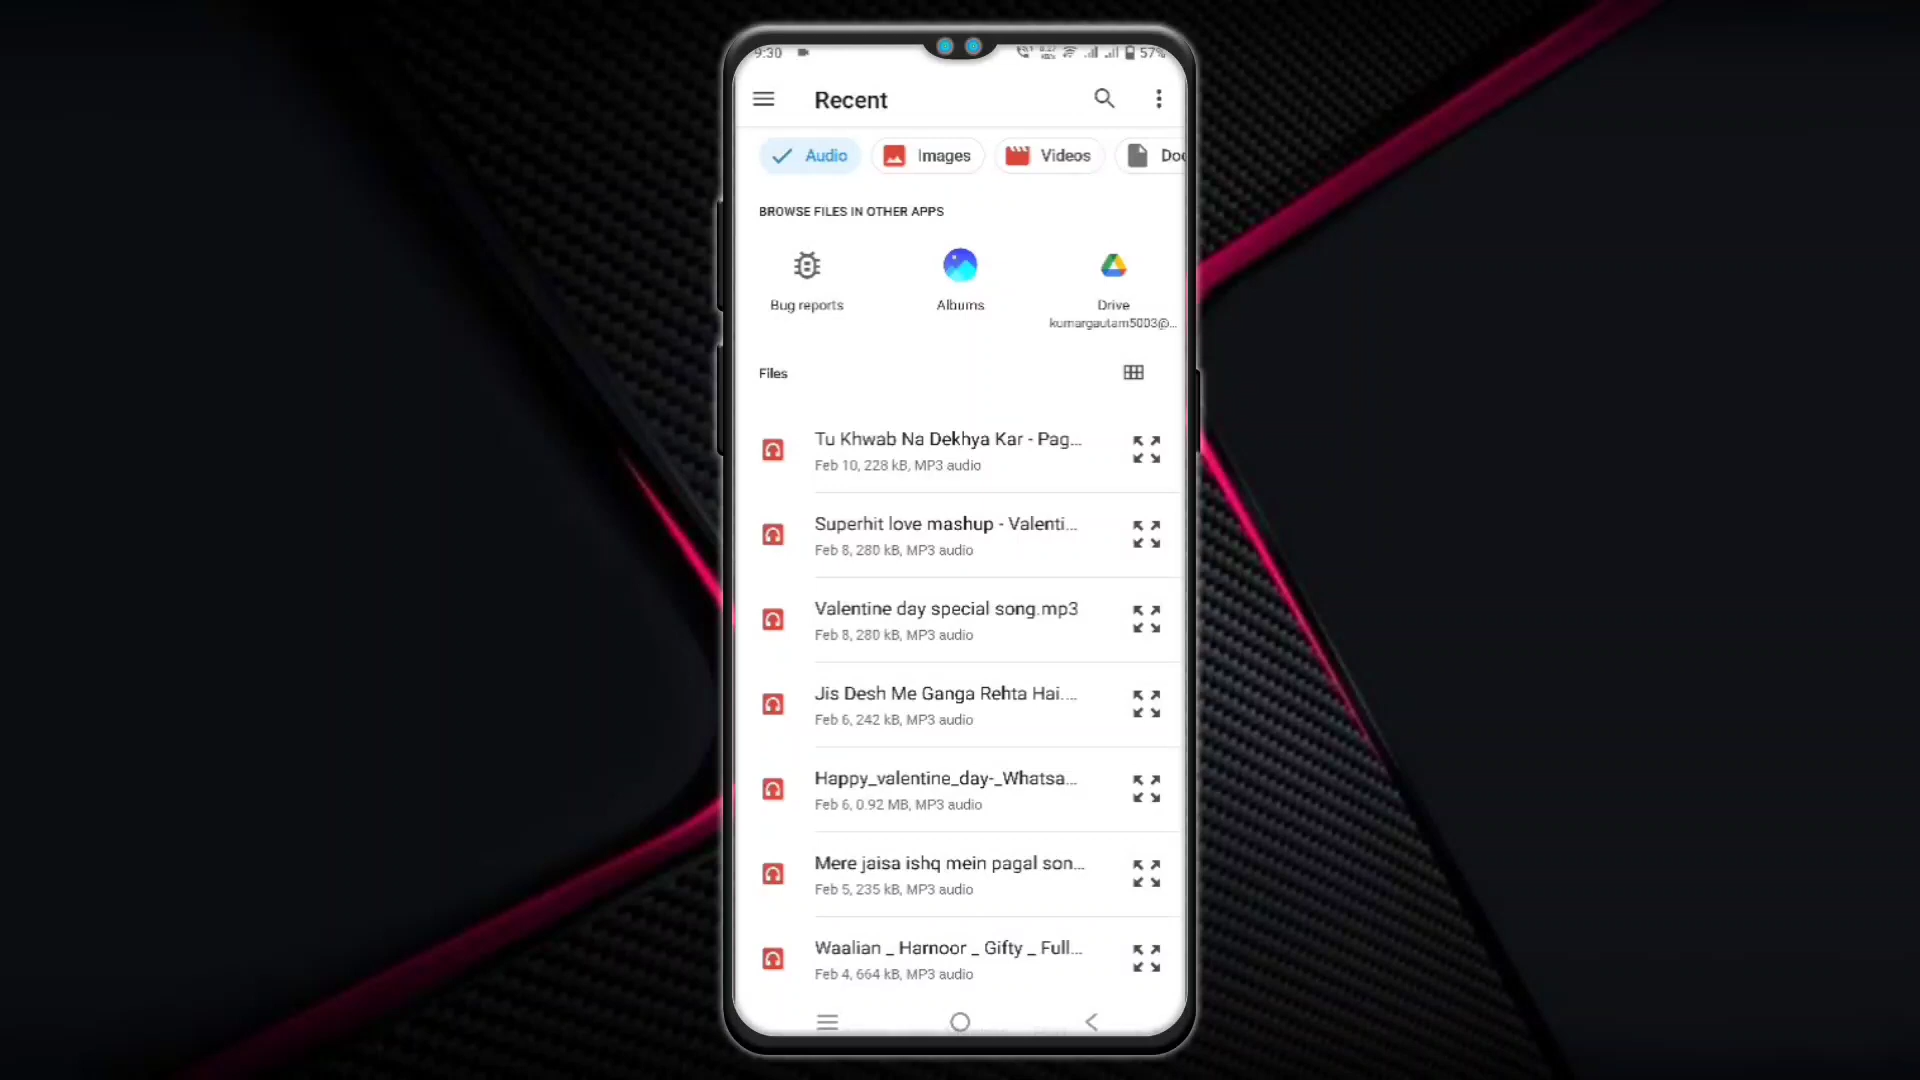 9:30 57%
Recent
Audio Images Videos Doc
BROWSE FILES IN OTHER APPS
Bug reports Albums Drive
kumargautam5003@...
Files
Tu Khwab Na Dekhya Kar - Pag...
Feb 10, 228 kB, MP3 audio
Superhit love mashup - Valenti...
Feb 8, 280 kB, MP3 audio
Valentine day special song.mp3
Feb 8, 280 kB, MP3 audio
Jis Desh Me Ganga Rehta Hai....
Feb 6, 242 kB, MP3 audio
Happy_valentine_day-_Whatsa...
Feb 6, 0.92 MB, MP3 audio
Mere jaisa ishq mein pagal son...
Feb 5, 235 kB, MP3 audio
Waalian _ Harnoor _ Gifty _ Full...
Feb 4, 664 kB, MP3 audio